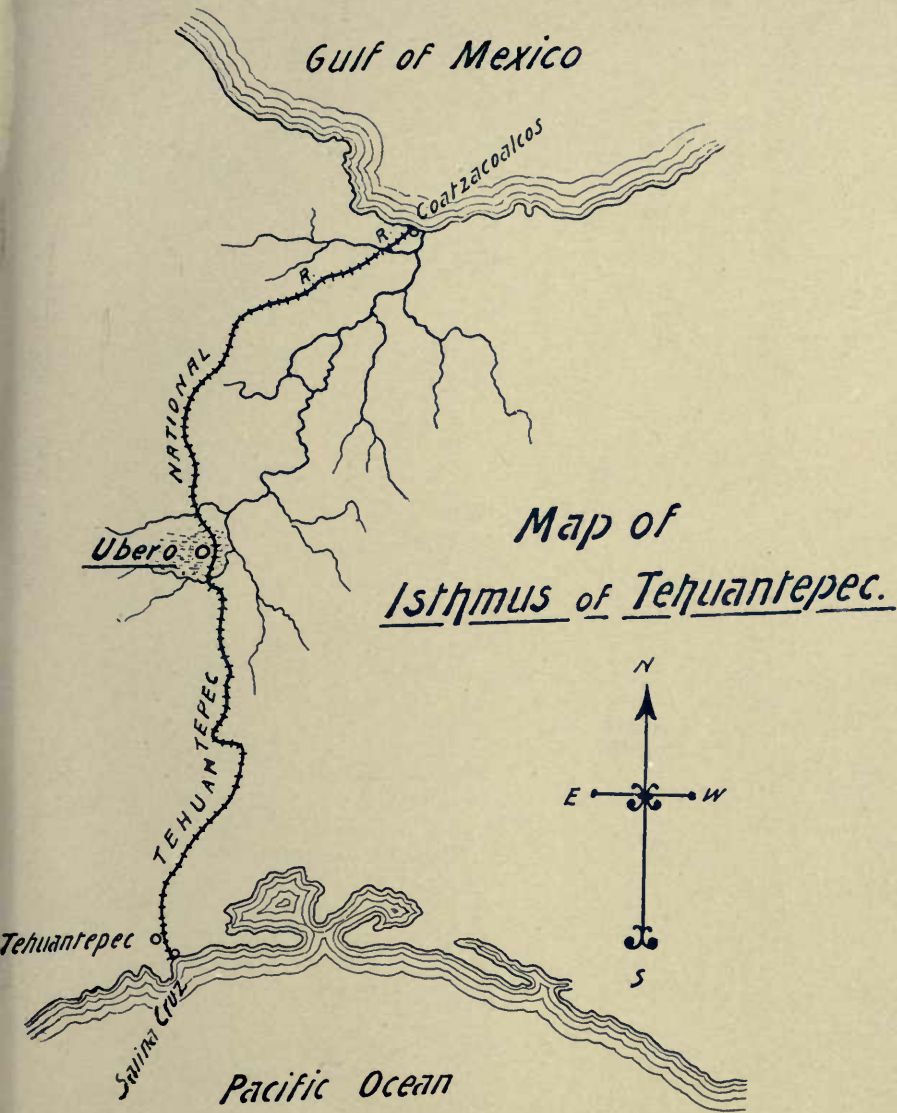 Gulf of Mexico
Coatzacoalcos
NATIONAL R. R.
Ubero
Map of
Isthmus of Tehuantepec.
N
E W
S
TEHUANTEPEC
Tehuantepec
Salina Cruz
Pacific Ocean